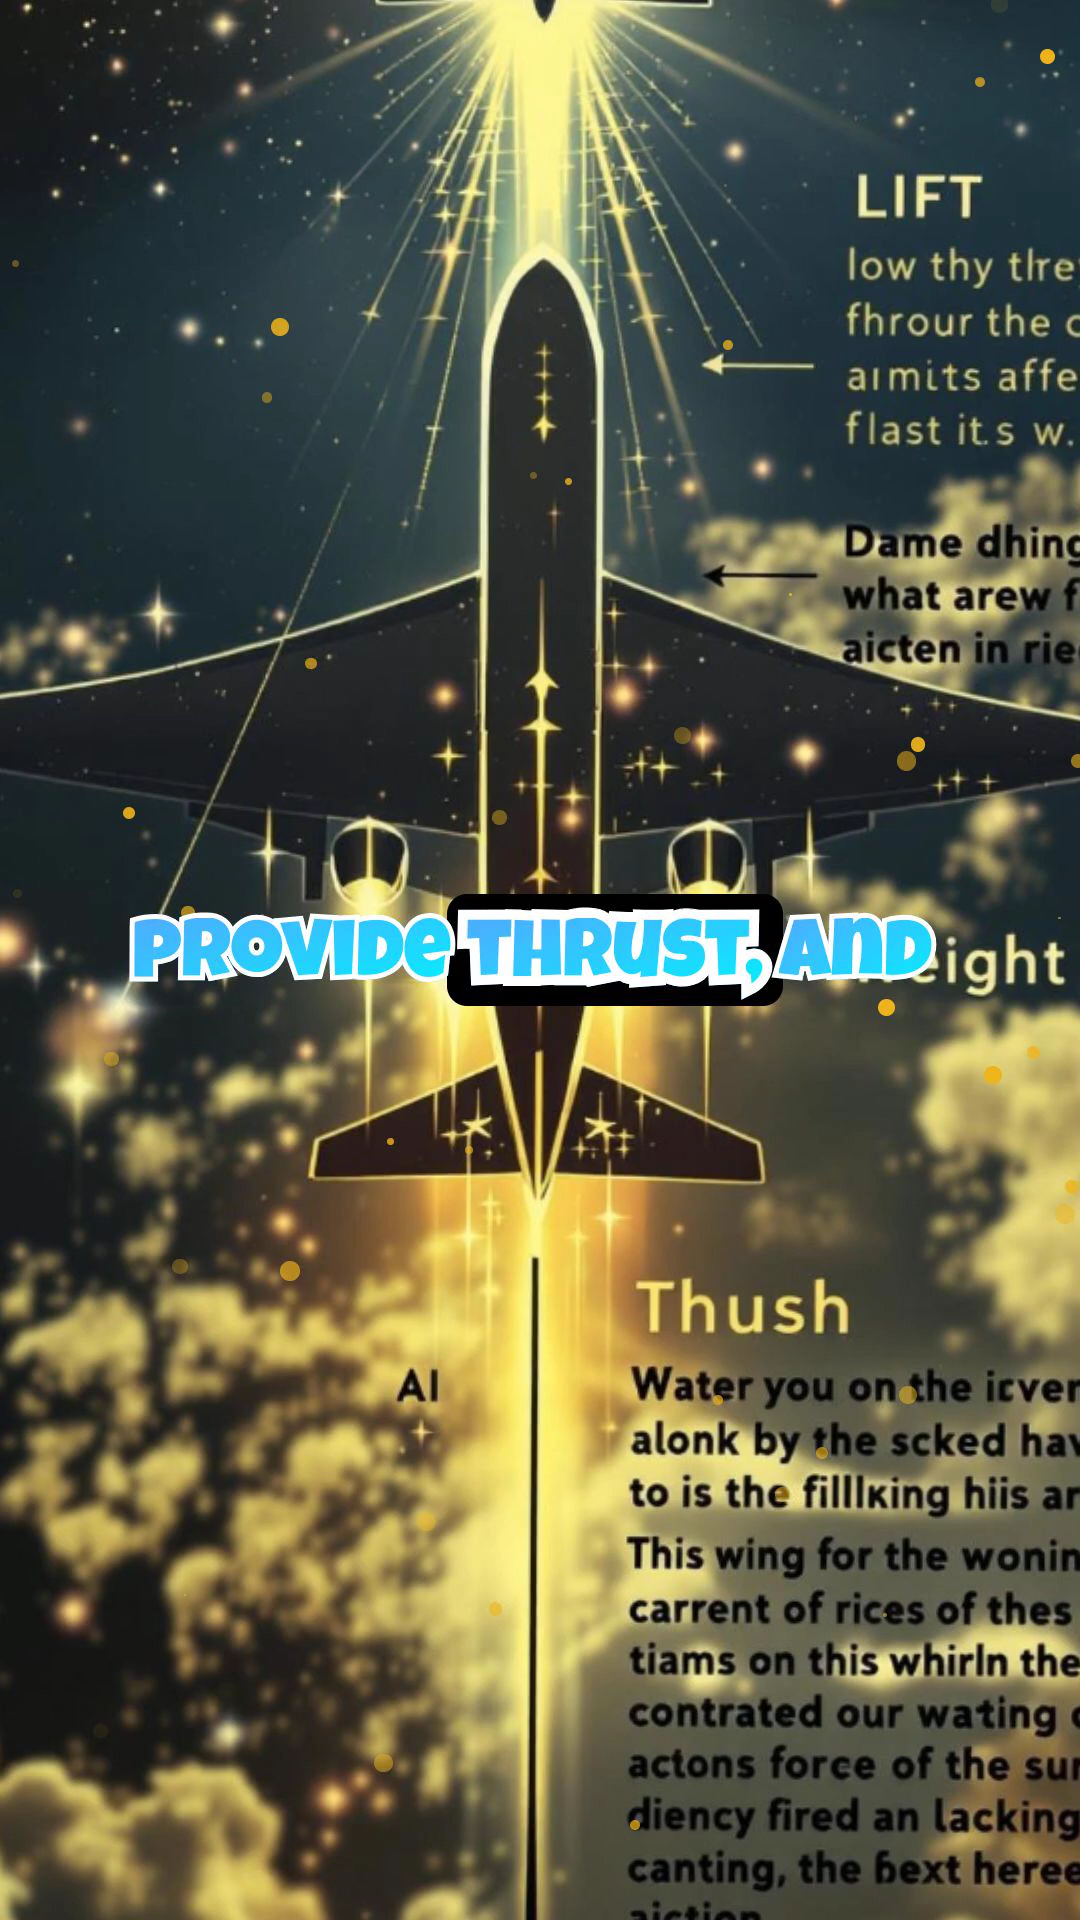 LIFT
low thy
fhrour the
aımits affe
flast it.s w.
Dame dhing
what arew f
aicten in rie
PROVIDE THRUST, AND
eight
Thush
AI
Water you on the icver
alonk by the scked hav
to is the filllking hiis ar
This wing for the wonin
carrent of rices of thes
tiams on this whirln the
contrated our wating
actons force of the sur
diency fired an lacking
canting, the bext heree
aiction